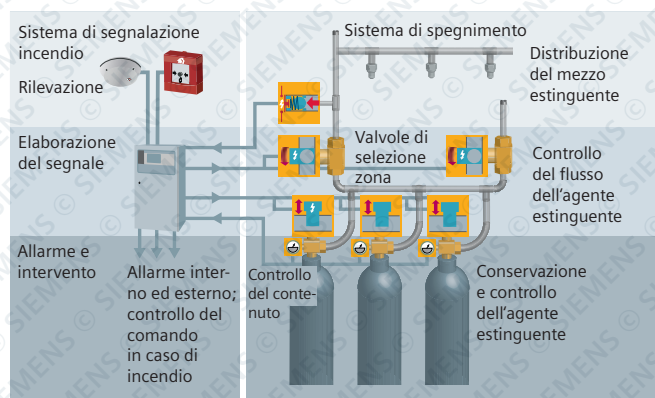 Sistema di segnalazione
incendio
Rilevazione
Elaborazione
del segnale
Allarme e
intervento
Allarme inter-
no ed esterno;
controllo del
comando
in caso di
incendio
Sistema di spegnimento
Distribuzione
del mezzo
estinguente
Valvole di
selezione
zona
Controllo
del flusso
dell’agente
estinguente
Controllo
del conte-
nuto
Conservazione
e controllo
dell’agente
estinguente
SIEMENS © SIEMENS © SIEMENS